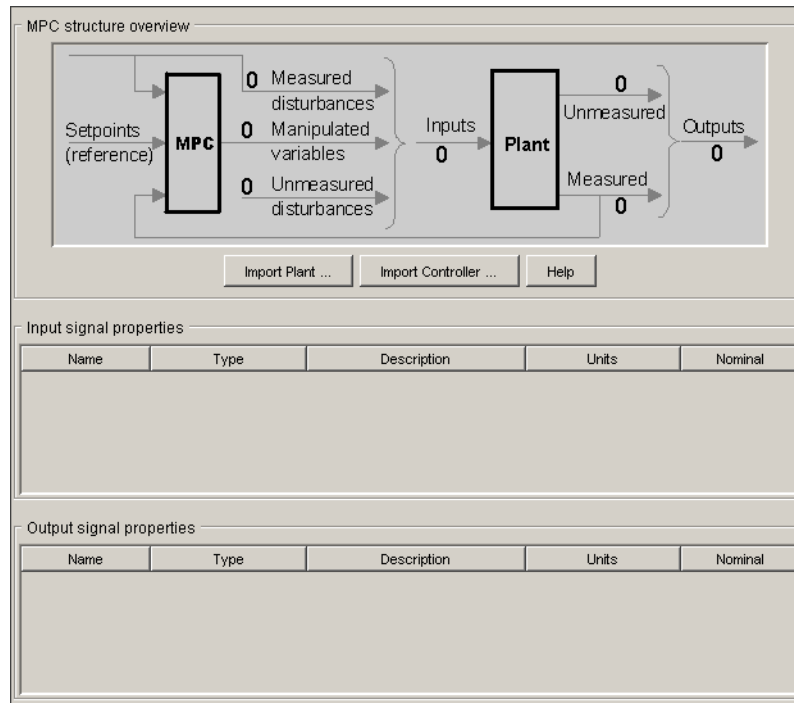 MPC structure overview
0 Measured
disturbances
Setpoints
(reference)
MPC
0 Manipulated
variables
0 Unmeasured
disturbances
Inputs
0
Plant
0
Unmeasured
Measured
0
Outputs
0
Import Plant ...
Import Controller ...
Help
Input signal properties
Name Type Description Units Nominal
Output signal properties
Name Type Description Units Nominal